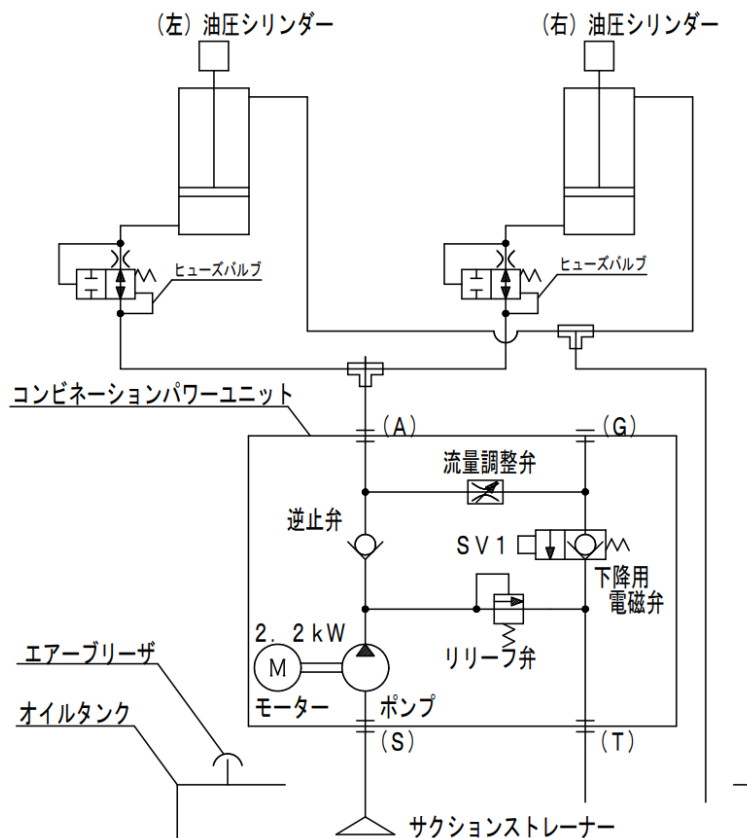 (左)油圧シリンダー
(右)油圧シリンダー
ヒューズバルブ
ヒューズバルブ
コンビネーションパワーユニット
(A)
(G)
流量調整弁
逆止弁
SV1
下降用
電磁弁
2.2kW
リリーフ弁
エアーブリーザ
M
モーター
ポンプ
オイルタンク
(S)
(T)
サクションストレーナー